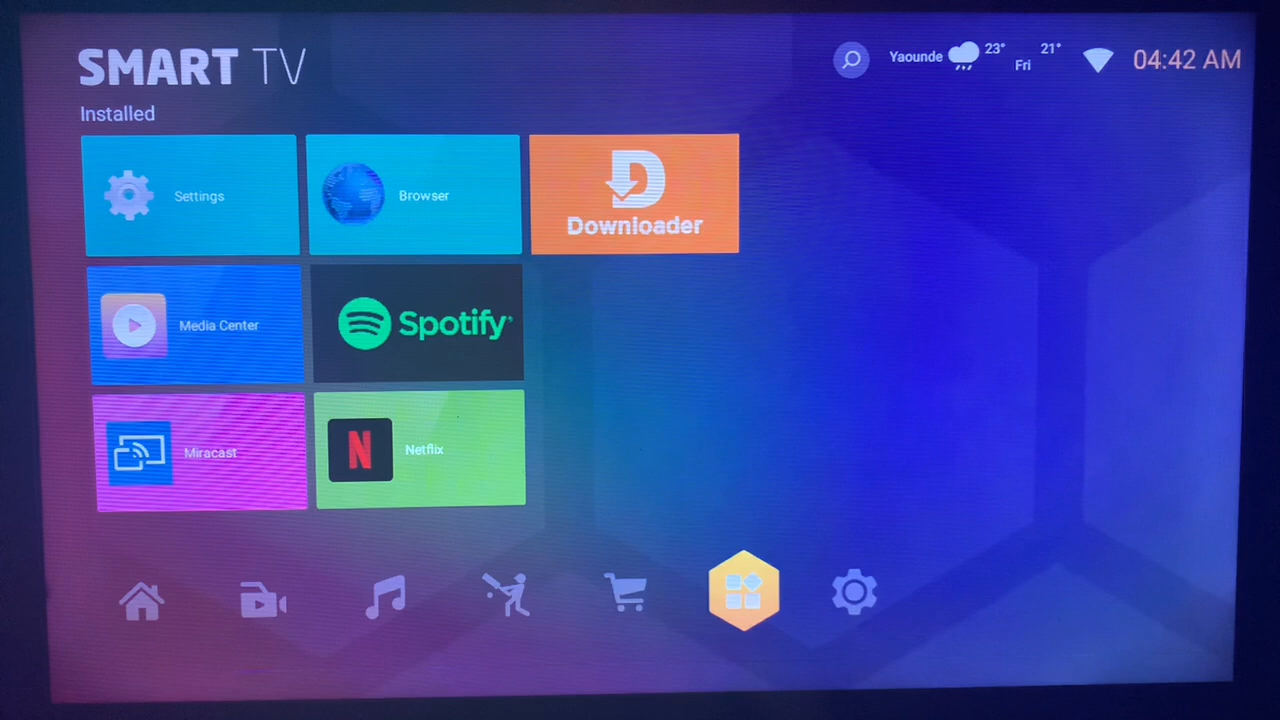 SMART TV
Yaounde 23° Fri 21° 04:42 AM
Installed
Settings
Browser
D
Downloader
Media Center
Spotify
Miracast
N
Netflix